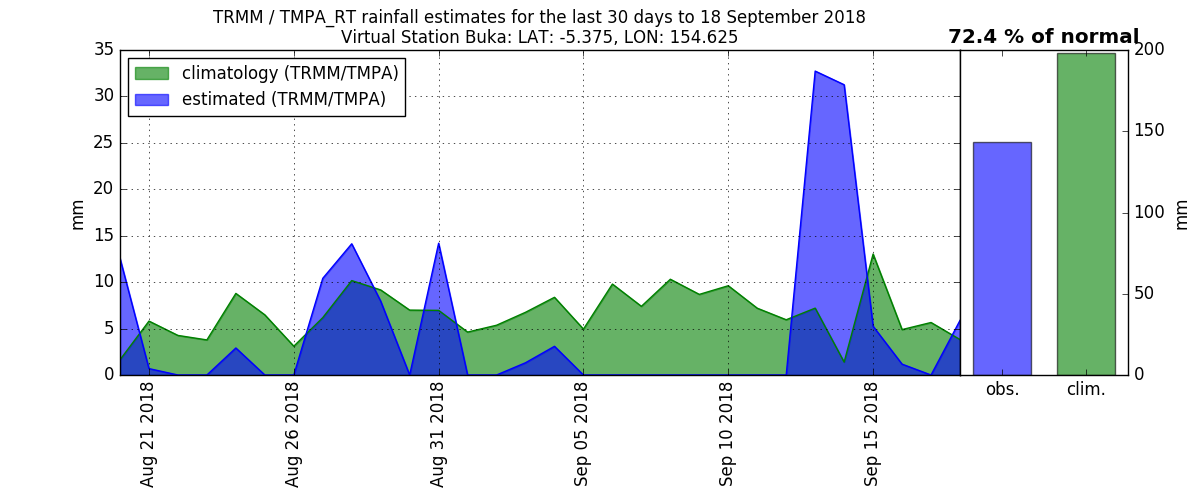 TRMM / TMPA_RT rainfall estimates for the last 30 days to 18 September 2018
Virtual Station Buka: LAT: -5.375, LON: 154.625
72.4 % of normal
climatology (TRMM/TMPA)
estimated (TRMM/TMPA)
35
30
25
20
15
10
5
0
mm
Aug 21 2018
Aug 26 2018
Aug 31 2018
Sep 05 2018
Sep 10 2018
Sep 15 2018
obs.
clim.
200
150
100
50
0
mm